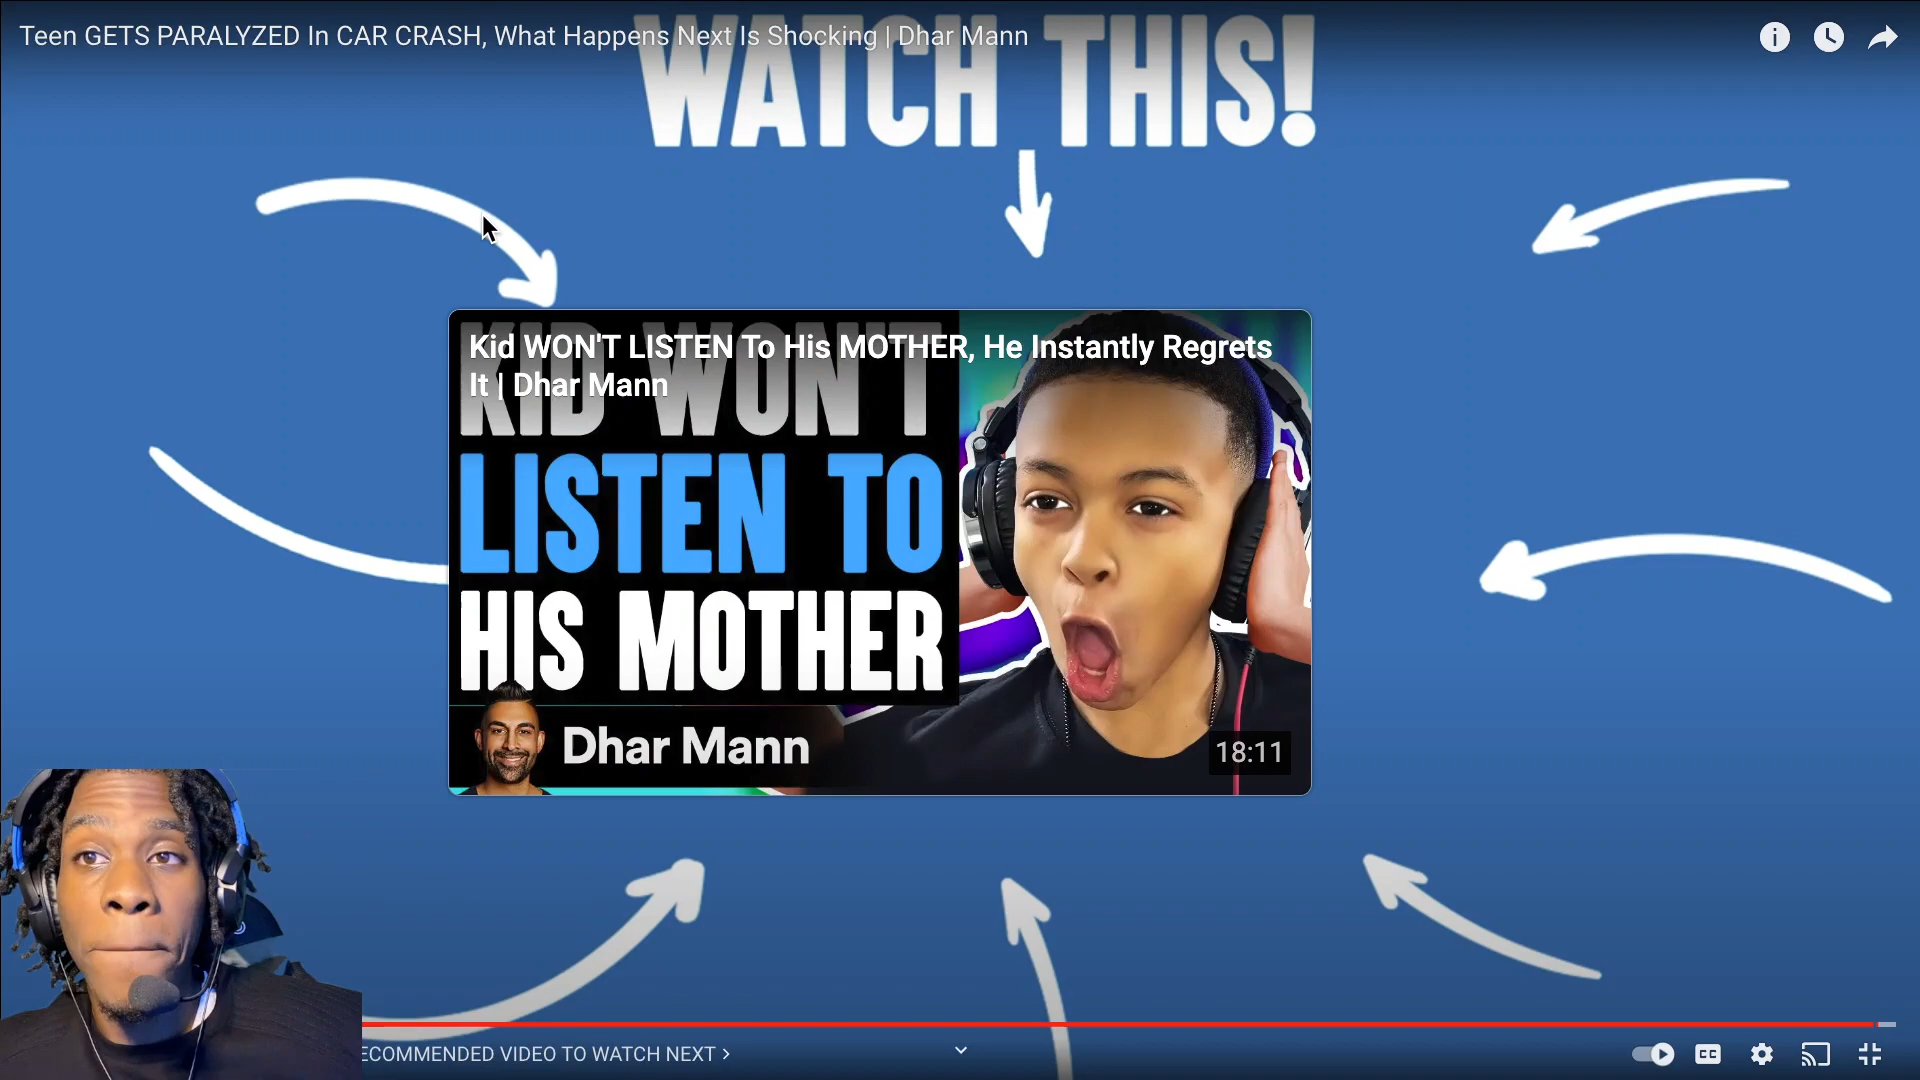 Teen GETS PARALYZED In CAR CRASH, What Happens Next Is Shocking | Dhar Mann
WATCH THIS!
Kid WON'T LISTEN To His MOTHER, He Instantly Regrets
It | Dhar Mann
KID WON'T
LISTEN TO
HIS MOTHER
Dhar Mann
18:11
ECOMMENDED VIDEO TO WATCH NEXT
CC